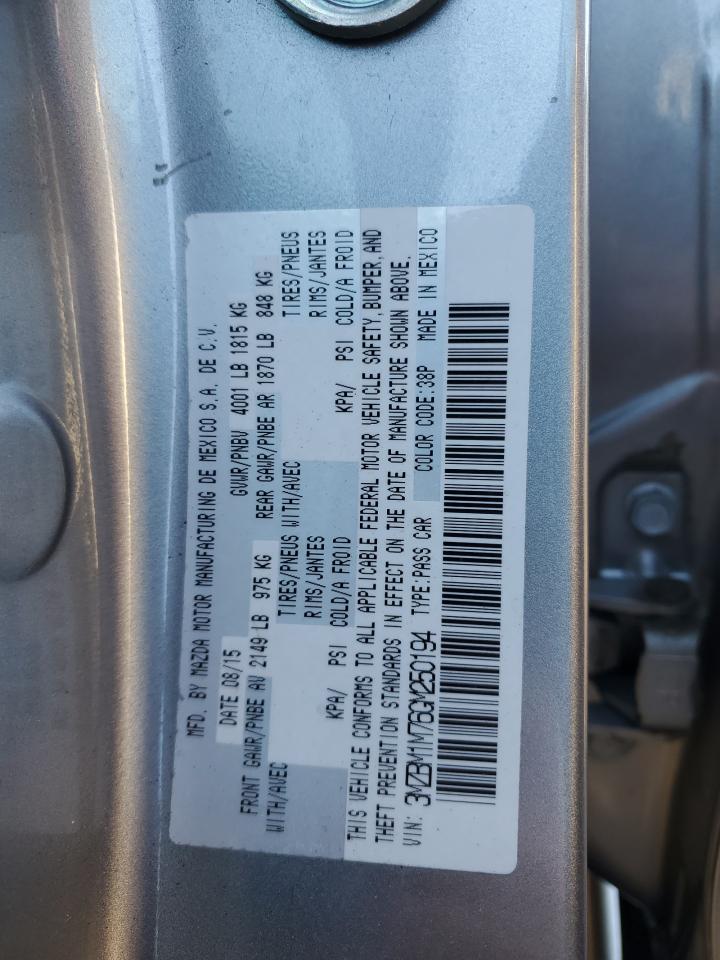 MFD. BY MAZDA MOTOR MANUFACTURING DE MEXICO S.A. DE C.V.
DATE 08/15 GVWR/PNBV 4001 LB 1815 KG
FRONT GAWR/PNBE AV 2149 LB 975 KG REAR GAWR/PNBE AR 1870 LB 848 KG
WITH/AVEC TIRES/PNEUS WITH/AVEC TIRES/PNEUS
RIMS/JANTES RIMS/JANTES
KPA/ PSI COLD/A FROID KPA/ PSI COLD/A FROID
THIS VEHICLE CONFORMS TO ALL APPLICABLE FEDERAL MOTOR VEHICLE SAFETY, BUMPER, AND
THEFT PREVENTION STANDARDS IN EFFECT ON THE DATE OF MANUFACTURE SHOWN ABOVE.
VIN: 3MZBM1M76GM250194 TYPE:PASS CAR COLOR CODE:38P MADE IN MEXICO